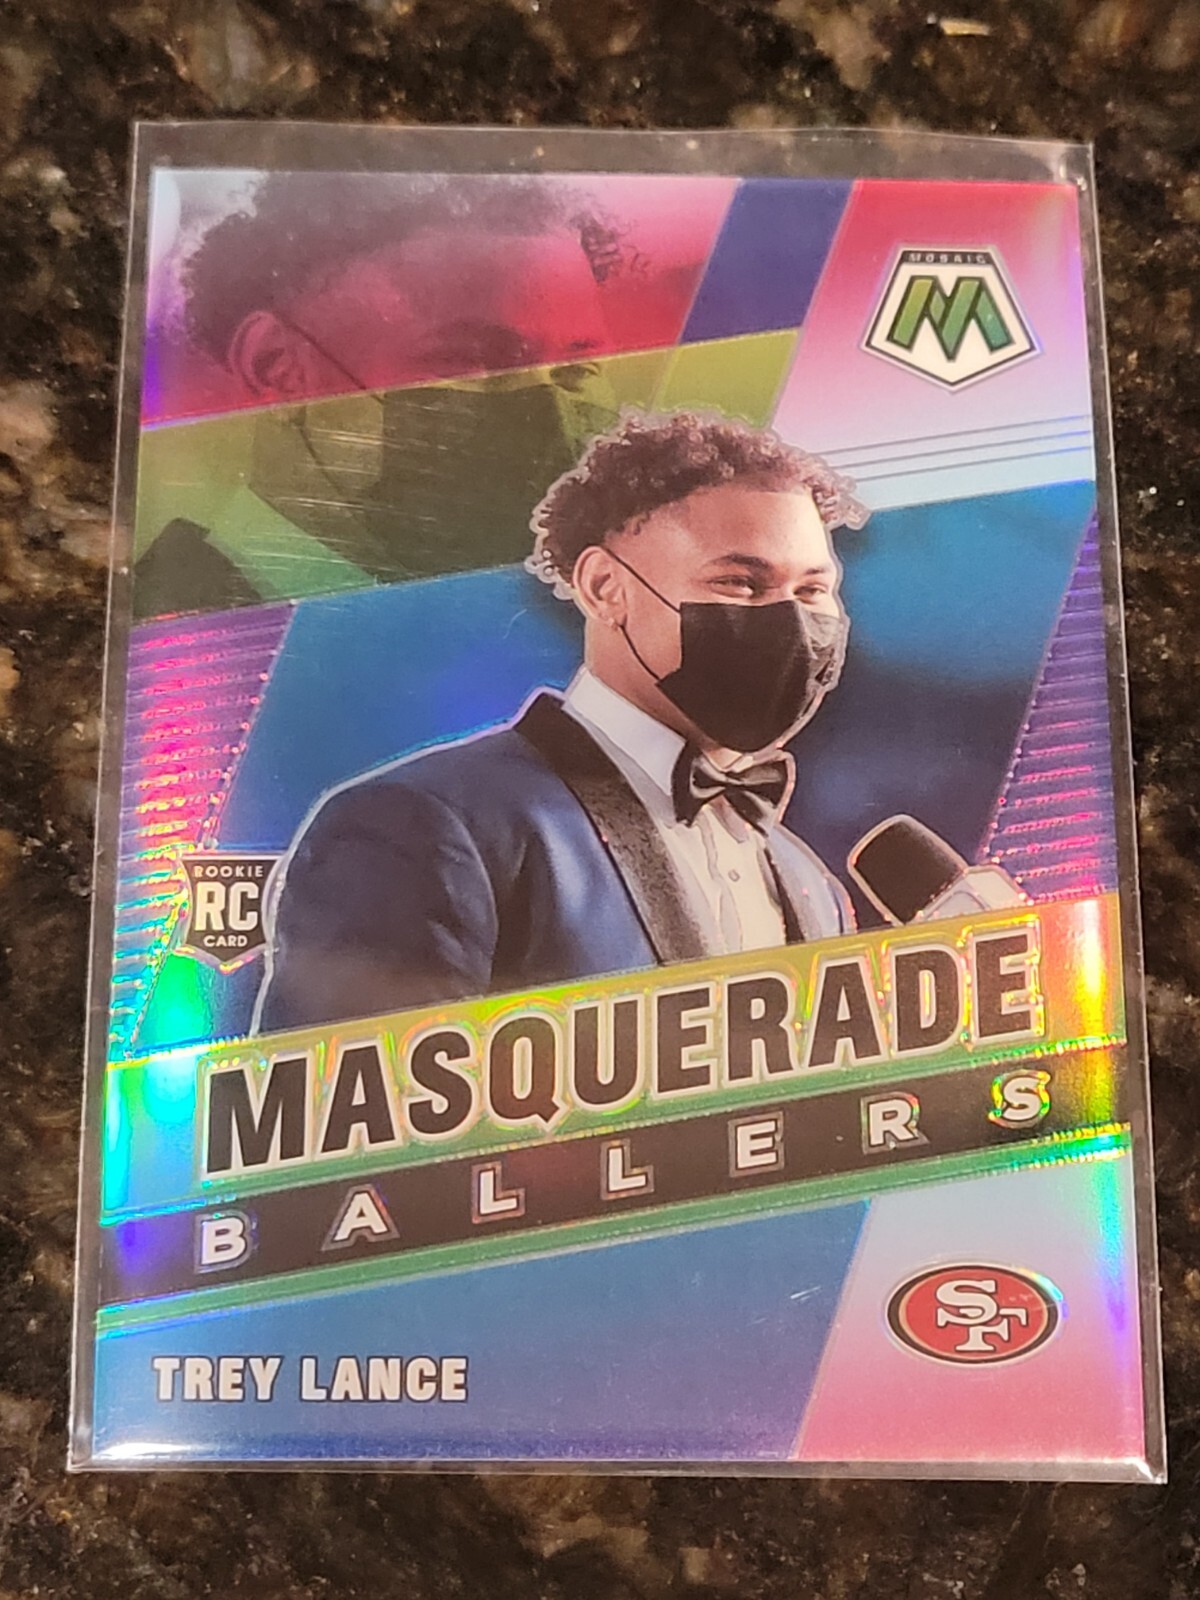 MOSAIC
M
ROOKIE
RC
CARD
MASQUERADE
BALLERS
SF
TREY LANCE